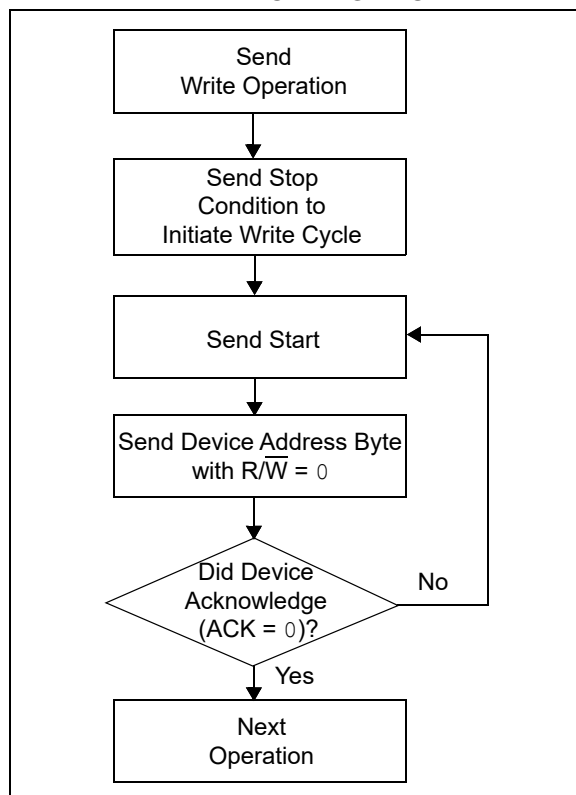 Send
Write Operation
Send Stop
Condition to
Initiate Write Cycle
Send Start
Send Device Address Byte
with R/W̅ = 0
Did Device
Acknowledge
(ACK = 0)?
No
Yes
Next
Operation